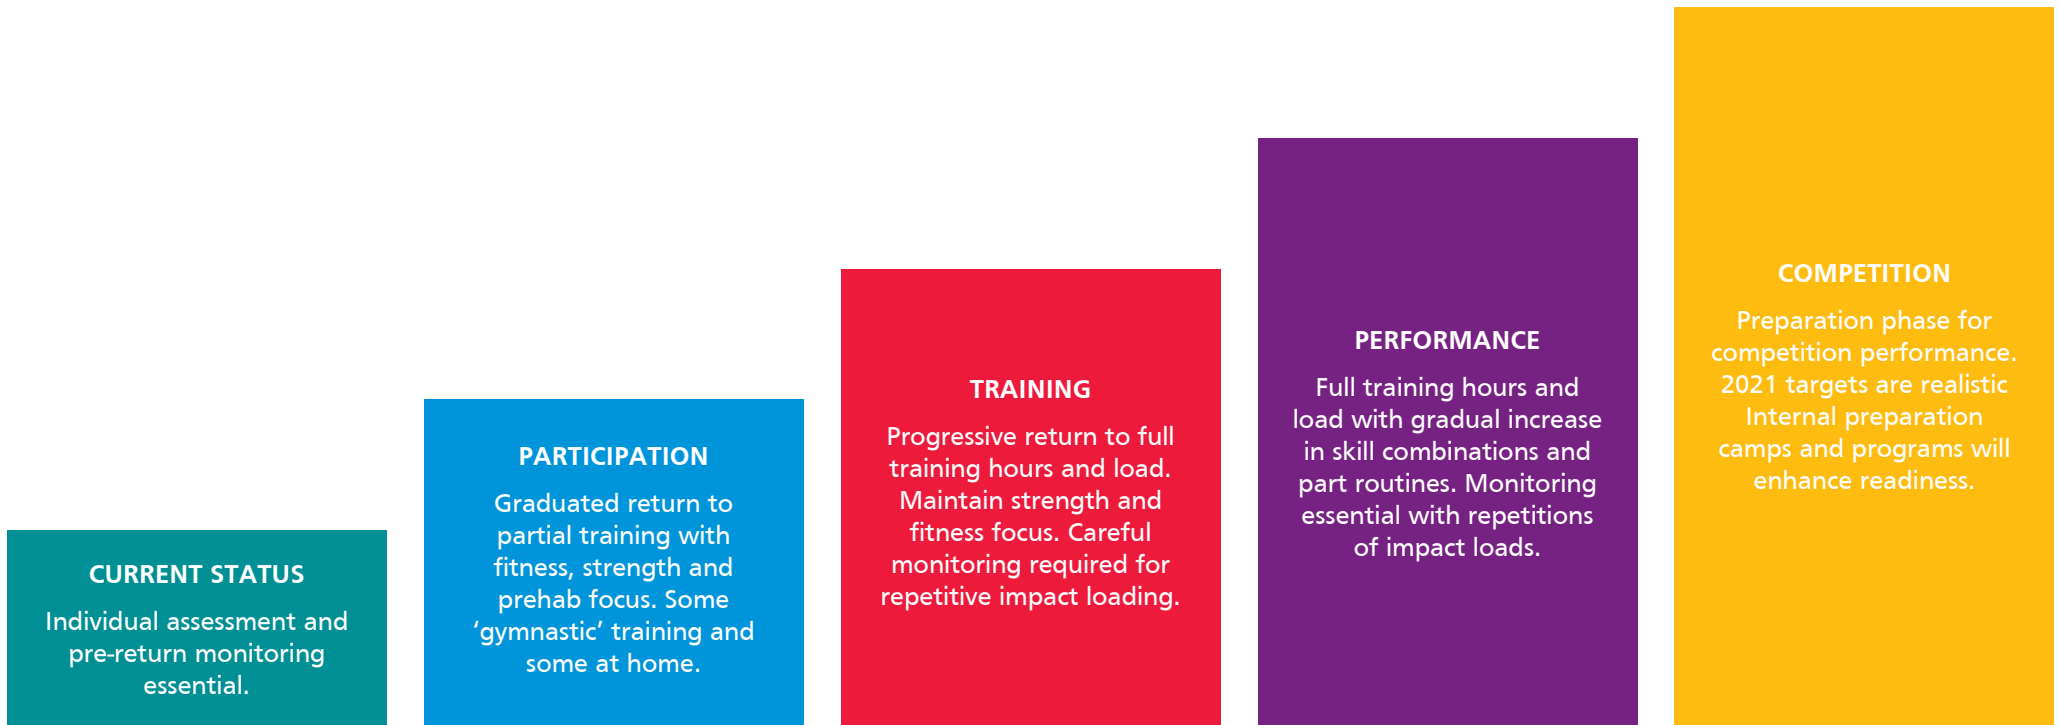 CURRENT STATUS
Individual assessment and
pre-return monitoring
essential.
PARTICIPATION
Graduated return to
partial training with
fitness, strength and
prehab focus. Some
‘gymnastic’ training and
some at home.
TRAINING
Progressive return to full
training hours and load.
Maintain strength and
fitness focus. Careful
monitoring required for
repetitive impact loading.
PERFORMANCE
Full training hours and
load with gradual increase
in skill combinations and
part routines. Monitoring
essential with repetitions
of impact loads.
COMPETITION
Preparation phase for
competition performance.
2021 targets are realistic
Internal preparation
camps and programs will
enhance readiness.